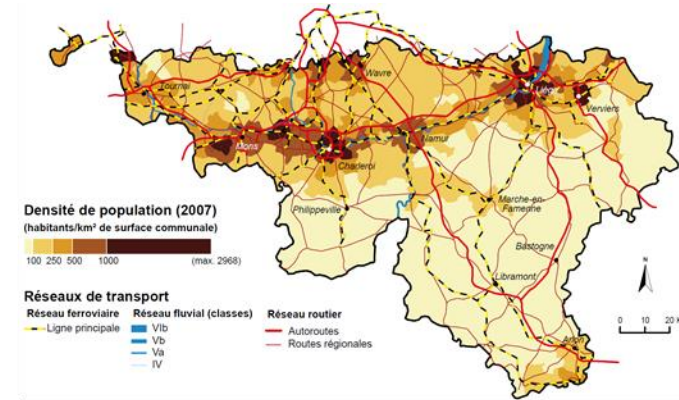 Wavre
Tournai
Liège
Verviers
Mons
Namur
Charleroi
Philippeville
Marche-en-
Famenne
Bastogne
Libramont
Arlon
Densité de population (2007)
(habitants/km² de surface communale)
100 250 500 1000 (max. 2968)
Réseaux de transport
Réseau ferroviaire Réseau fluvial (classes) Réseau routier
Ligne principale VIb Autoroutes
Vb Routes régionales
Va
IV
N
0 10 20 K